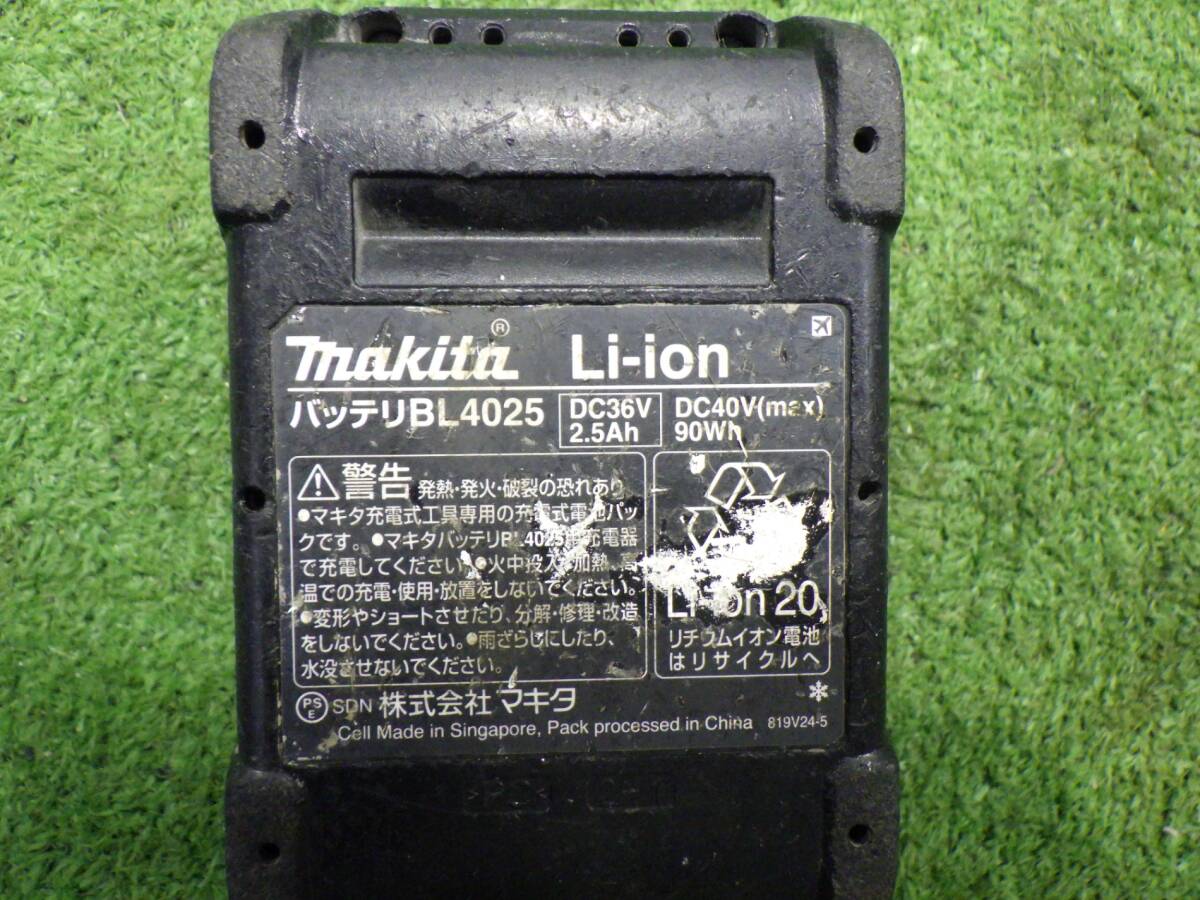 makita® Li-ion
バッテリBL4025 DC36V 2.5Ah DC40V(max) 90Wh
警告 発熱・発火・破裂の恐れあり
●マキタ充電式工具専用の充電式電池パッ
クです。●マキタバッテリBL4025用充電器
で充電してください。●火中投入、加熱、高
温での充電・使用・放置をしないでください。
●変形やショートさせたり、分解・修理・改造
をしないでください。●雨ざらしにしたり、
水没させないでください。
Li-ion 20
リチウムイオン電池
はリサイクルへ
PSE SDN 株式会社 マキタ
Cell Made in Singapore, Pack processed in China 819V24-5